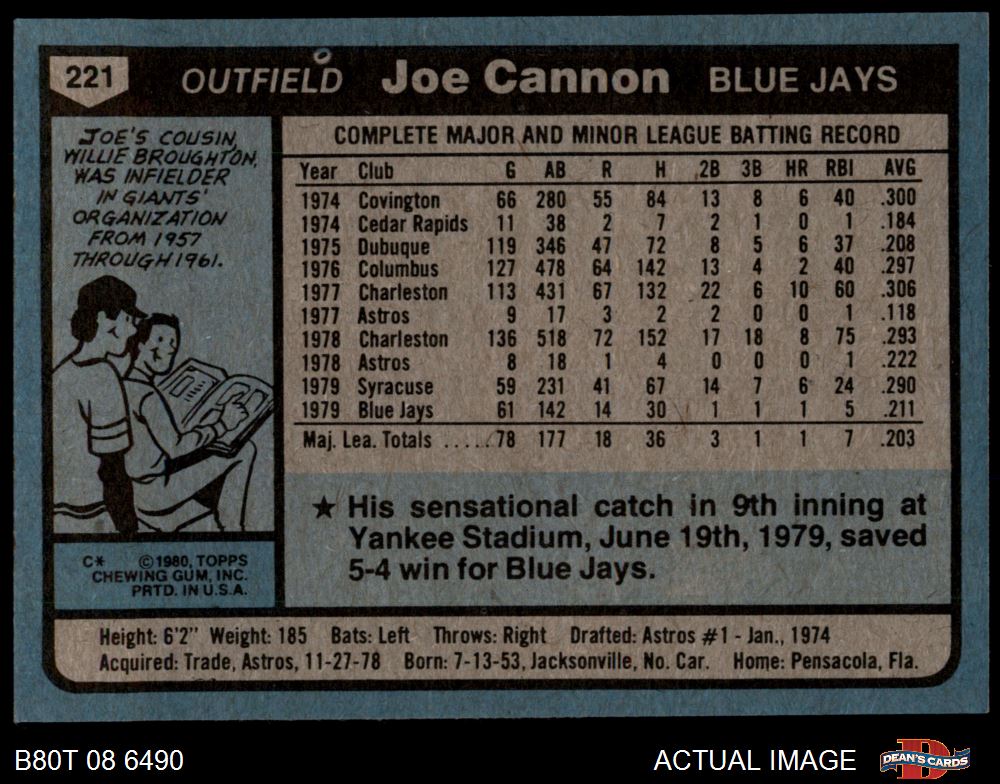 221 OUTFIELD Joe Cannon BLUE JAYS
JOE'S COUSIN,
WILLIE BROUGHTON,
WAS INFIELDER
IN GIANTS'
ORGANIZATION
FROM 1957
THROUGH 1961.
C* ©1980, TOPPS
CHEWING GUM, INC.
PRTD. IN U.S.A.
COMPLETE MAJOR AND MINOR LEAGUE BATTING RECORD
Year Club G AB R H 2B 3B HR RBI AVG
1974 Covington 66 280 55 84 13 8 6 40 .300
1974 Cedar Rapids 11 38 2 7 2 1 0 1 .184
1975 Dubuque 119 346 47 72 8 5 6 37 .208
1976 Columbus 127 478 64 142 13 4 2 40 .297
1977 Charleston 113 431 67 132 22 6 10 60 .306
1977 Astros 9 17 3 2 2 0 0 1 .118
1978 Charleston 136 518 72 152 17 18 8 75 .293
1978 Astros 8 18 1 4 0 0 0 1 .222
1979 Syracuse 59 231 41 67 14 7 6 24 .290
1979 Blue Jays 61 142 14 30 1 1 1 5 .211
Maj. Lea. Totals .....78 177 18 36 3 1 1 7 .203
★ His sensational catch in 9th inning at
Yankee Stadium, June 19th, 1979, saved
5-4 win for Blue Jays.
Height: 6'2" Weight: 185 Bats: Left Throws: Right Drafted: Astros #1 - Jan., 1974
Acquired: Trade, Astros, 11-27-78 Born: 7-13-53, Jacksonville, No. Car. Home: Pensacola, Fla.
B80T 08 6490 ACTUAL IMAGE DEAN'S CARDS